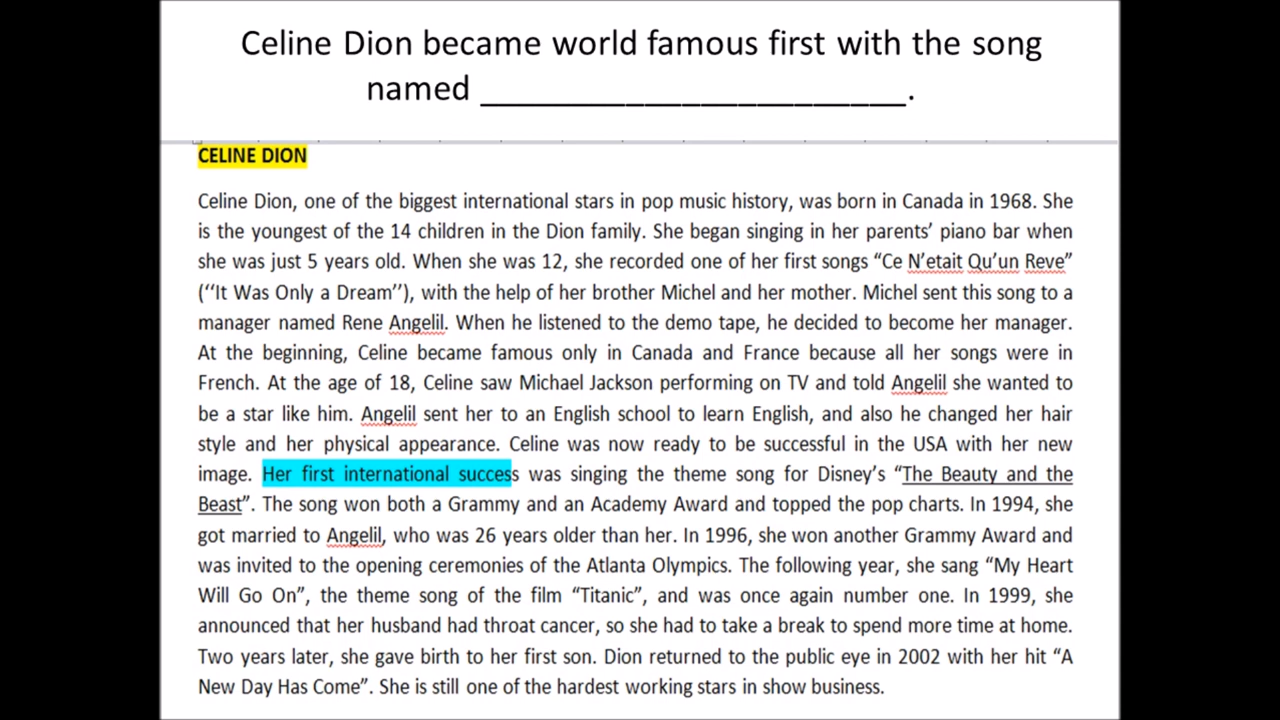 Celine Dion became world famous first with the song
named ______________________.
CELINE DION
Celine Dion, one of the biggest international stars in pop music history, was born in Canada in 1968. She
is the youngest of the 14 children in the Dion family. She began singing in her parents’ piano bar when
she was just 5 years old. When she was 12, she recorded one of her first songs “Ce N’etait Qu’un Reve”
(‘‘It Was Only a Dream’’), with the help of her brother Michel and her mother. Michel sent this song to a
manager named Rene Angelil. When he listened to the demo tape, he decided to become her manager.
At the beginning, Celine became famous only in Canada and France because all her songs were in
French. At the age of 18, Celine saw Michael Jackson performing on TV and told Angelil she wanted to
be a star like him. Angelil sent her to an English school to learn English, and also he changed her hair
style and her physical appearance. Celine was now ready to be successful in the USA with her new
image. Her first international success was singing the theme song for Disney’s “The Beauty and the
Beast”. The song won both a Grammy and an Academy Award and topped the pop charts. In 1994, she
got married to Angelil, who was 26 years older than her. In 1996, she won another Grammy Award and
was invited to the opening ceremonies of the Atlanta Olympics. The following year, she sang “My Heart
Will Go On”, the theme song of the film “Titanic”, and was once again number one. In 1999, she
announced that her husband had throat cancer, so she had to take a break to spend more time at home.
Two years later, she gave birth to her first son. Dion returned to the public eye in 2002 with her hit “A
New Day Has Come”. She is still one of the hardest working stars in show business.